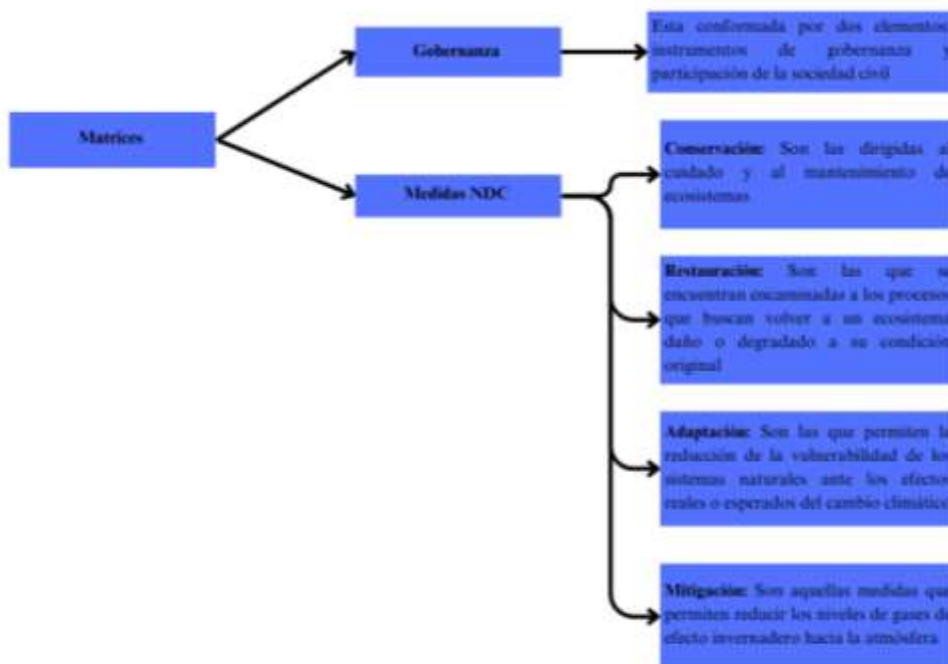 Matrices
Gobernanza
Esta conformada por dos elementos
instrumentos de gobernanza y
participación de la sociedad civil
Medidas NDC
Conservación: Son las dirigidas al
cuidado y al mantenimiento de
ecosistemas
Restauración: Son las que se
encuentran encaminadas a los procesos
que buscan volver a un ecosistema
daño o degradado a su condición
original
Adaptación: Son las que permiten la
reducción de la vulnerabilidad de los
sistemas naturales ante los efectos
reales o esperados del cambio climático
Mitigación: Son aquellas medidas que
permiten reducir los niveles de gases de
efecto invernadero hacia la atmósfera